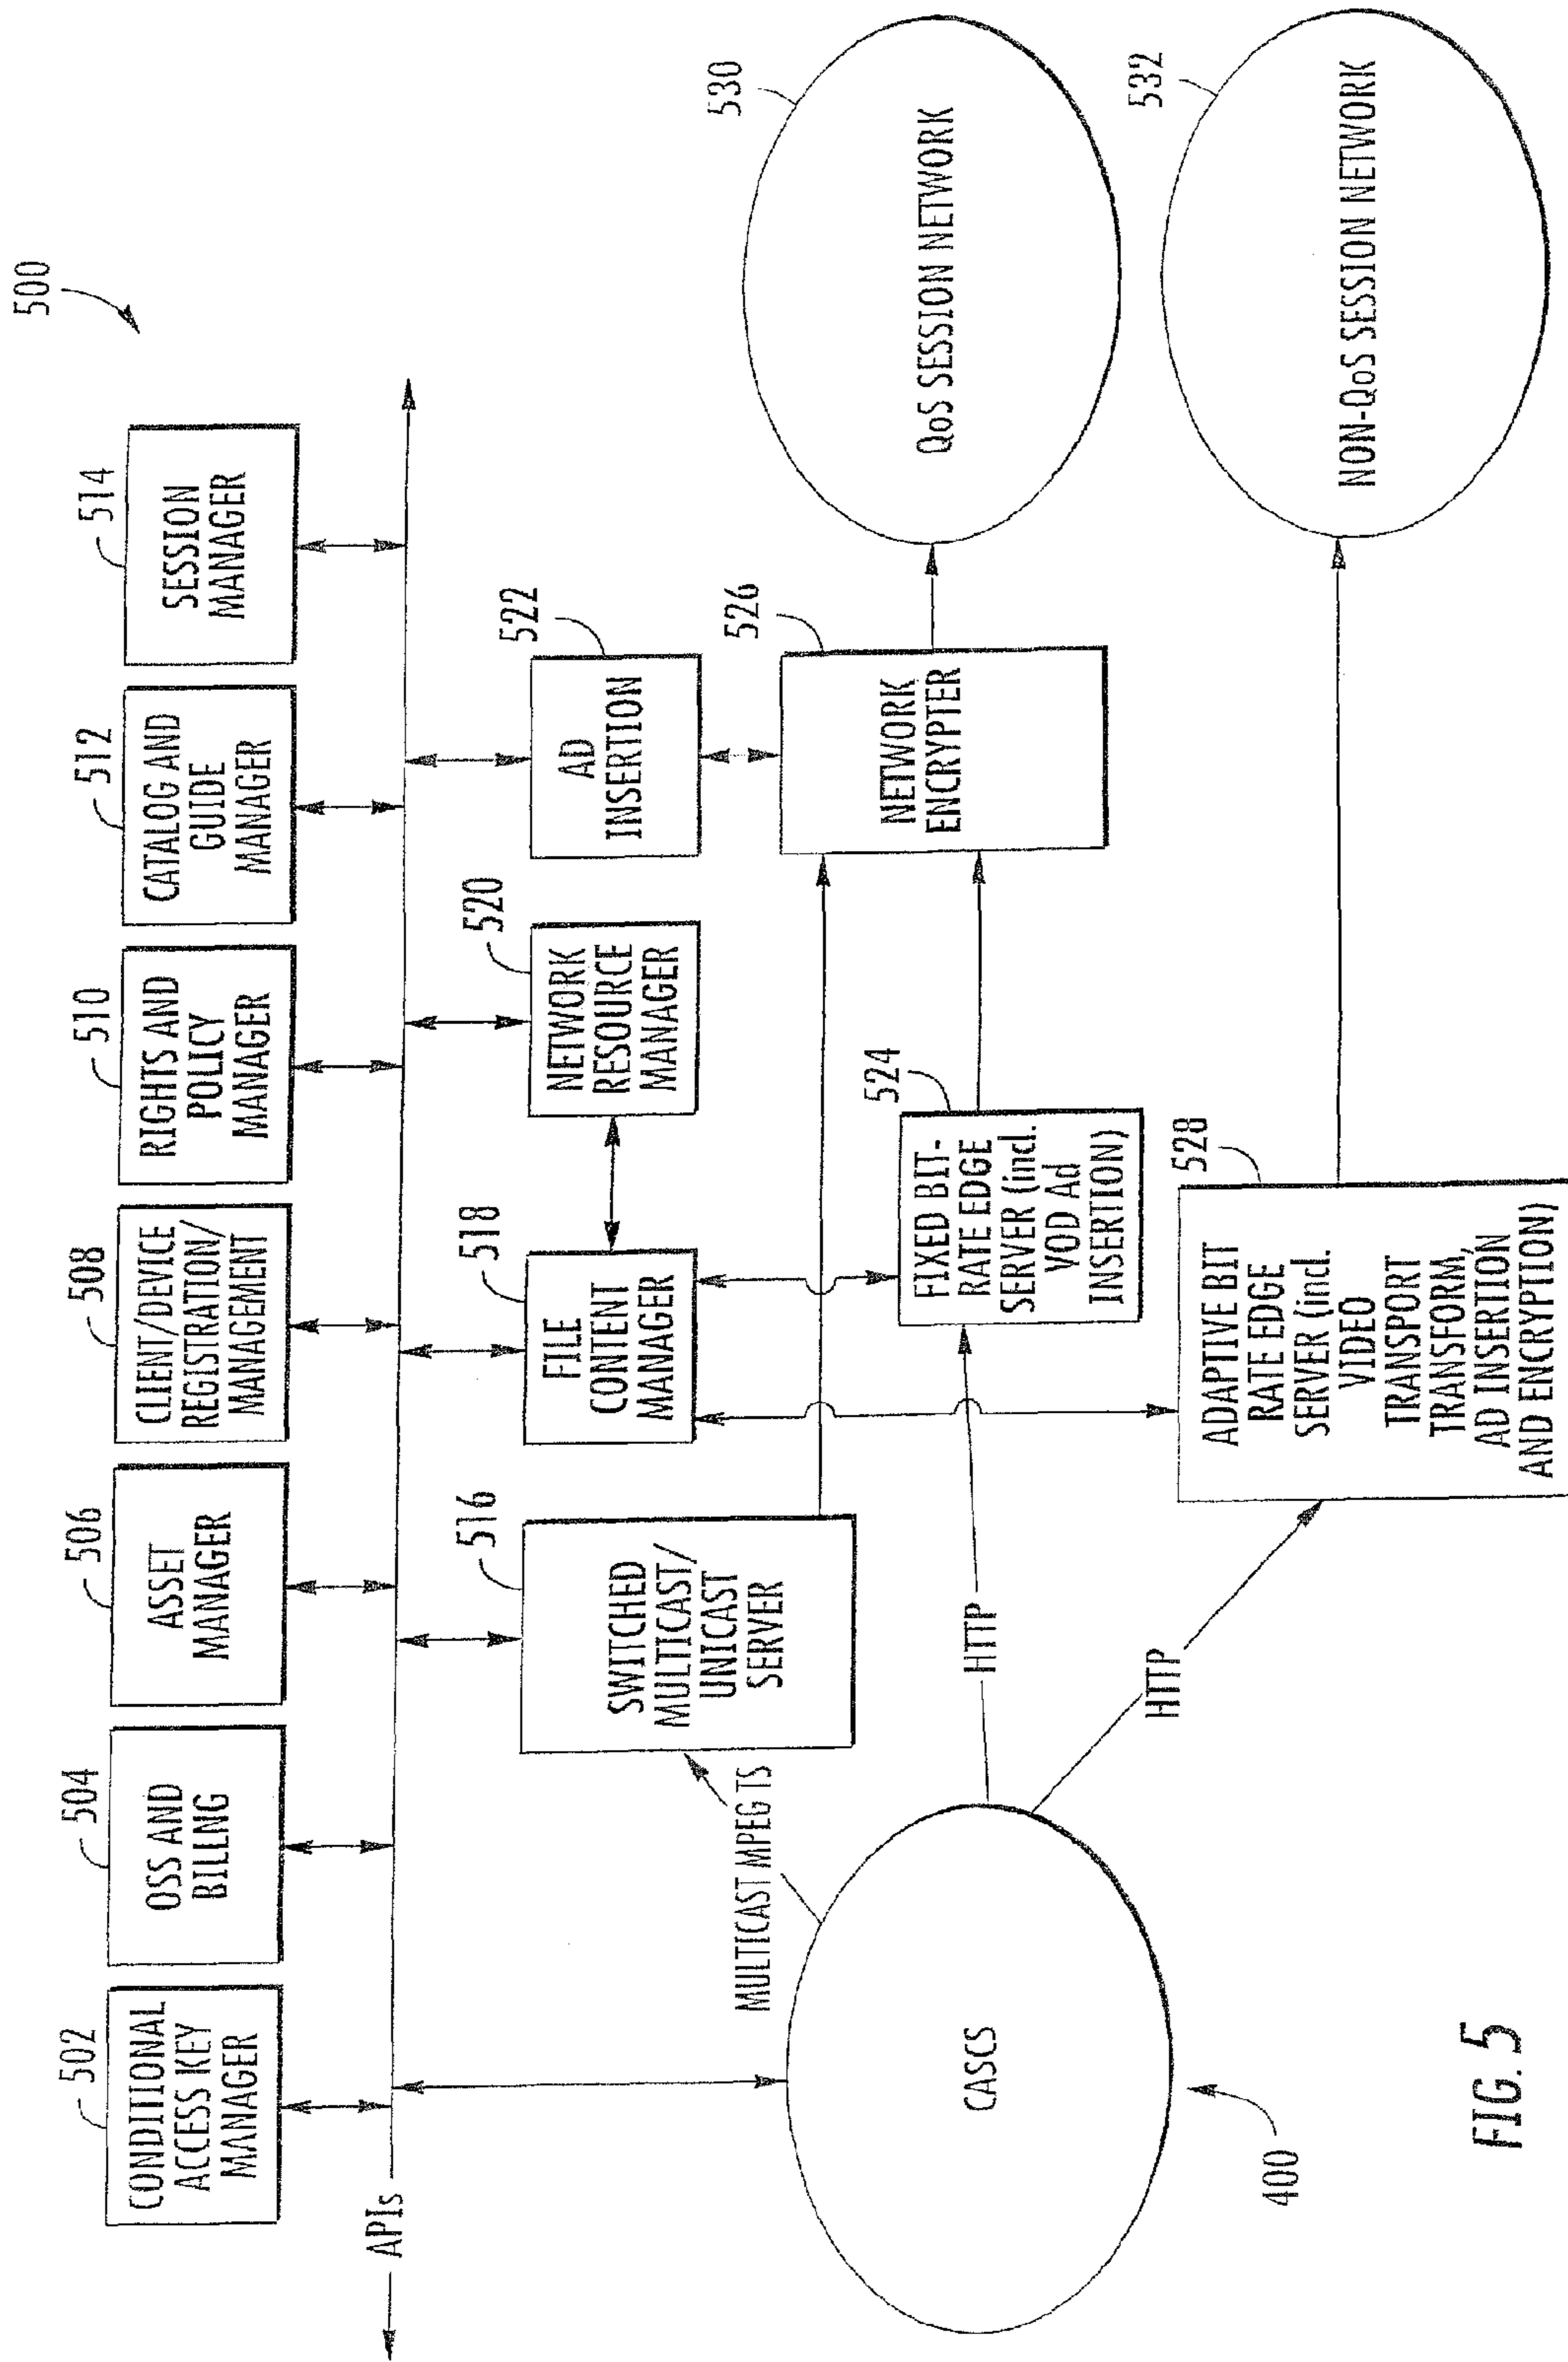 500
502
CONDITIONAL
ACCESS KEY
MANAGER
504
OSS AND
BILLNG
506
ASSET
MANAGER
508
CLIENT/DEVICE
REGISTRATION/
MANAGEMENT
510
RIGHTS AND
POLICY
MANAGER
512
CATALOG AND
GUIDE
MANAGER
514
SESSION
MANAGER
APIs
516
SWITCHED
MULTICAST/
UNICAST
SERVER
518
FILE
CONTENT
MANAGER
520
NETWORK
RESOURCE
MANAGER
522
AD
INSERTION
MULTICAST MPEG TS
526
NETWORK
ENCRYPTER
530
QoS SESSION NETWORK
CASCS
400
HTTP
524
FIXED BIT-
RATE EDGE
SERVER (incl.
VOD Ad
INSERTION)
HTTP
528
ADAPTIVE BIT
RATE EDGE
SERVER (incl.
VIDEO
TRANSPORT
TRANSFORM,
AD INSERTION
AND ENCRYPTION)
532
NON-QoS SESSION NETWORK
FIG. 5